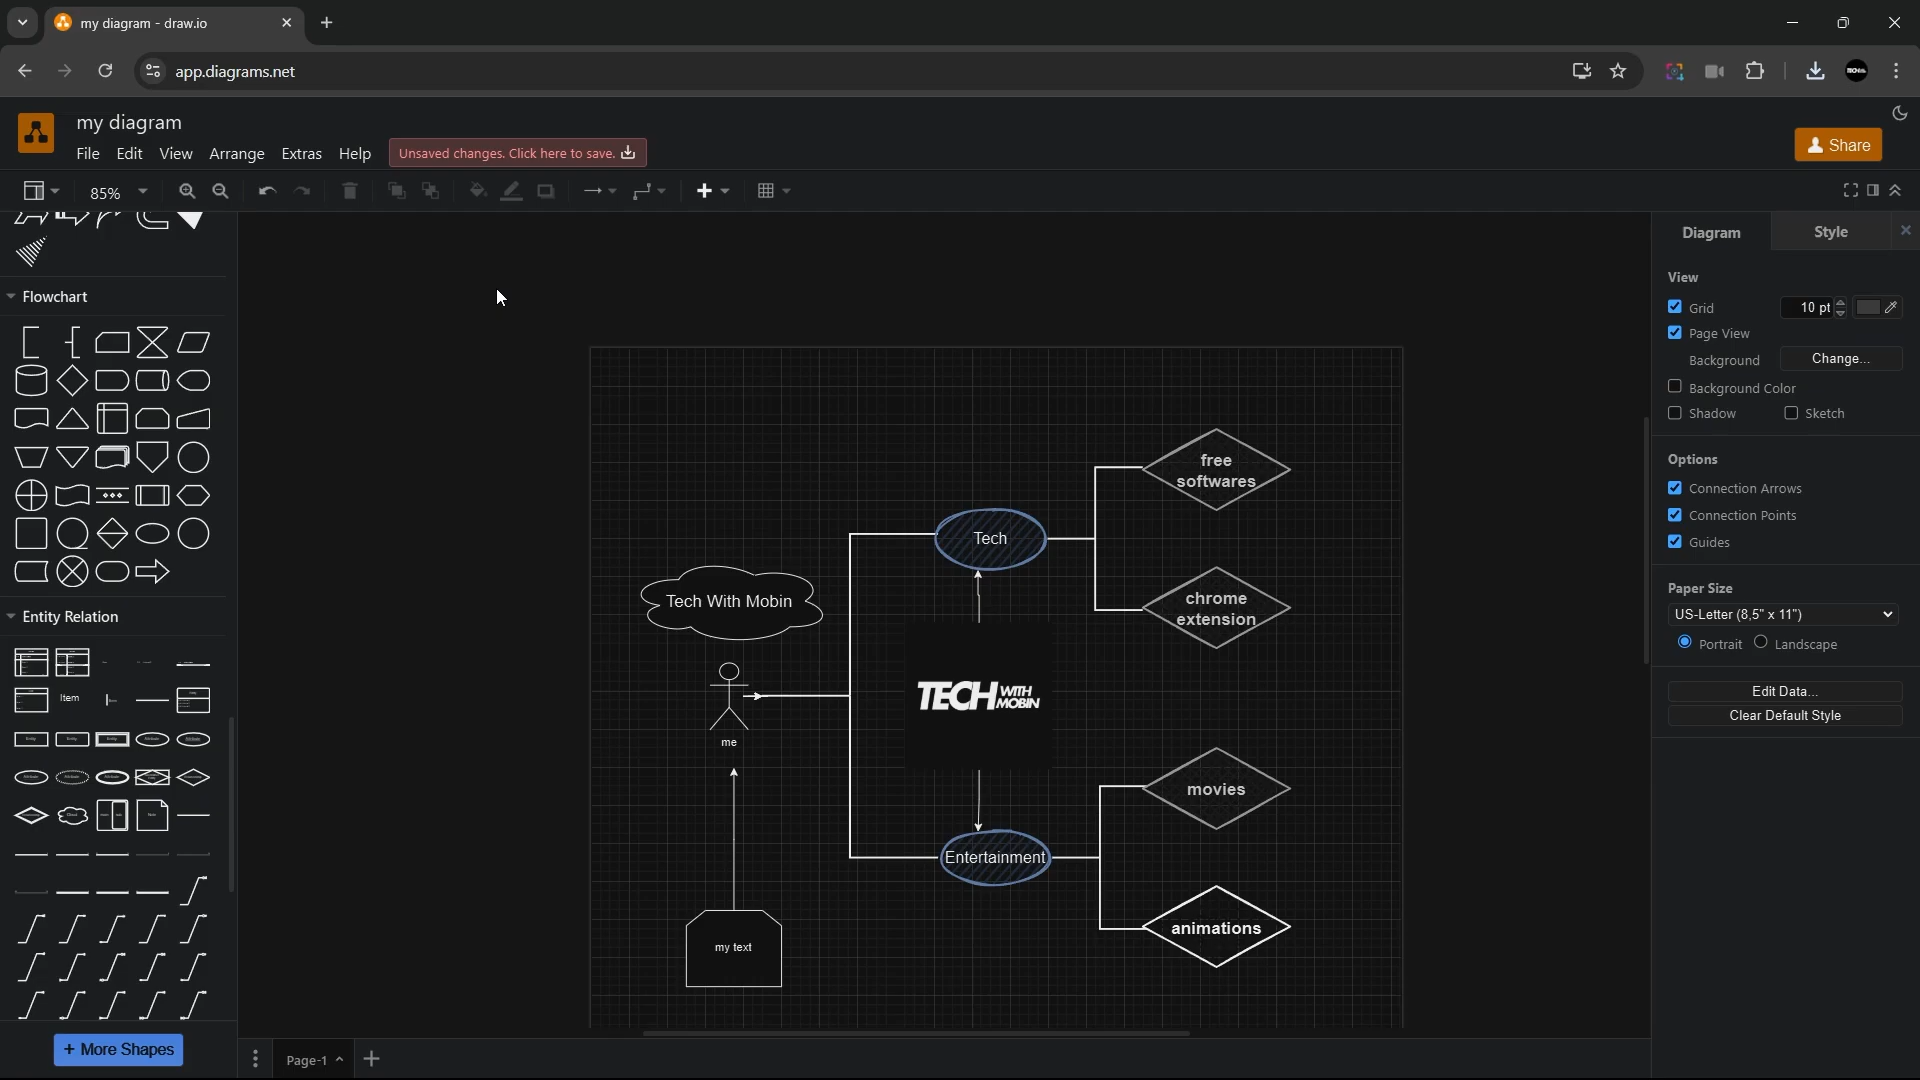 my diagram - draw.io
app.diagrams.net
my diagram
File Edit View Arrange Extras Help
Unsaved changes. Click here to save.
Share
85%
Flowchart
Entity Relation
Item
+ More Shapes
Tech With Mobin
me
my text
Tech
TECH WITH MOBIN
Entertainment
free
softwares
chrome
extension
movies
animations
Page-1
Diagram
Style
View
Grid
10 pt
Page View
Background
Change...
Background Color
Shadow
Sketch
Options
Connection Arrows
Connection Points
Guides
Paper Size
US-Letter (8,5" x 11")
Portrait
Landscape
Edit Data...
Clear Default Style